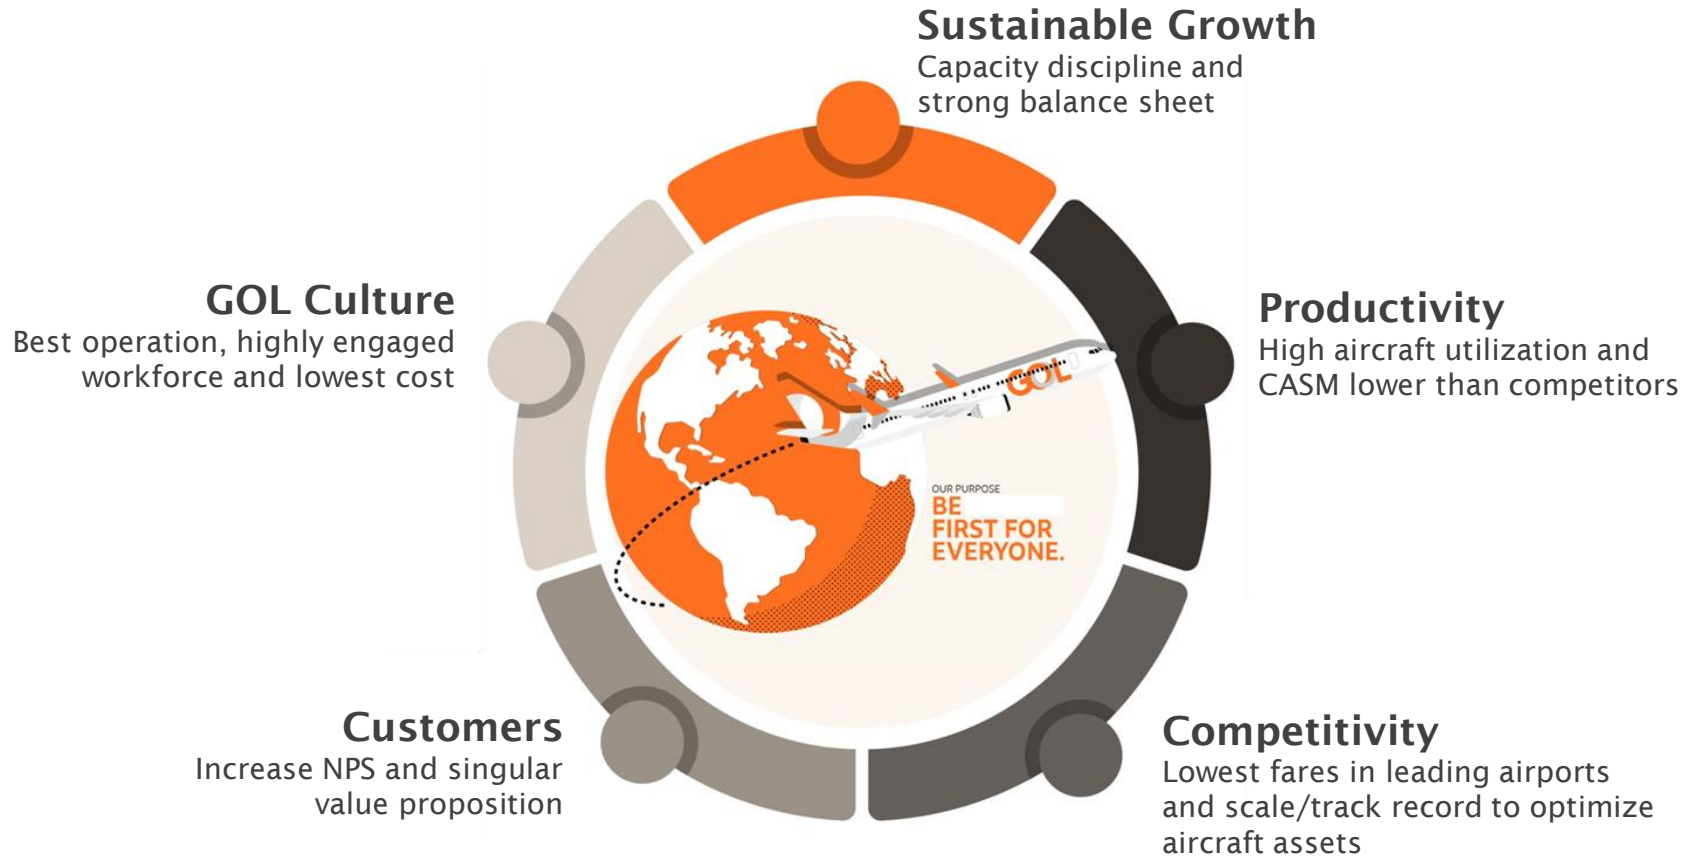 Sustainable Growth
Capacity discipline and
strong balance sheet
GOL Culture
Best operation, highly engaged
workforce and lowest cost
Productivity
High aircraft utilization and
CASM lower than competitors
GOL
OUR PURPOSE
BE
FIRST FOR
EVERYONE.
Customers
Increase NPS and singular
value proposition
Competitivity
Lowest fares in leading airports
and scale/track record to optimize
aircraft assets